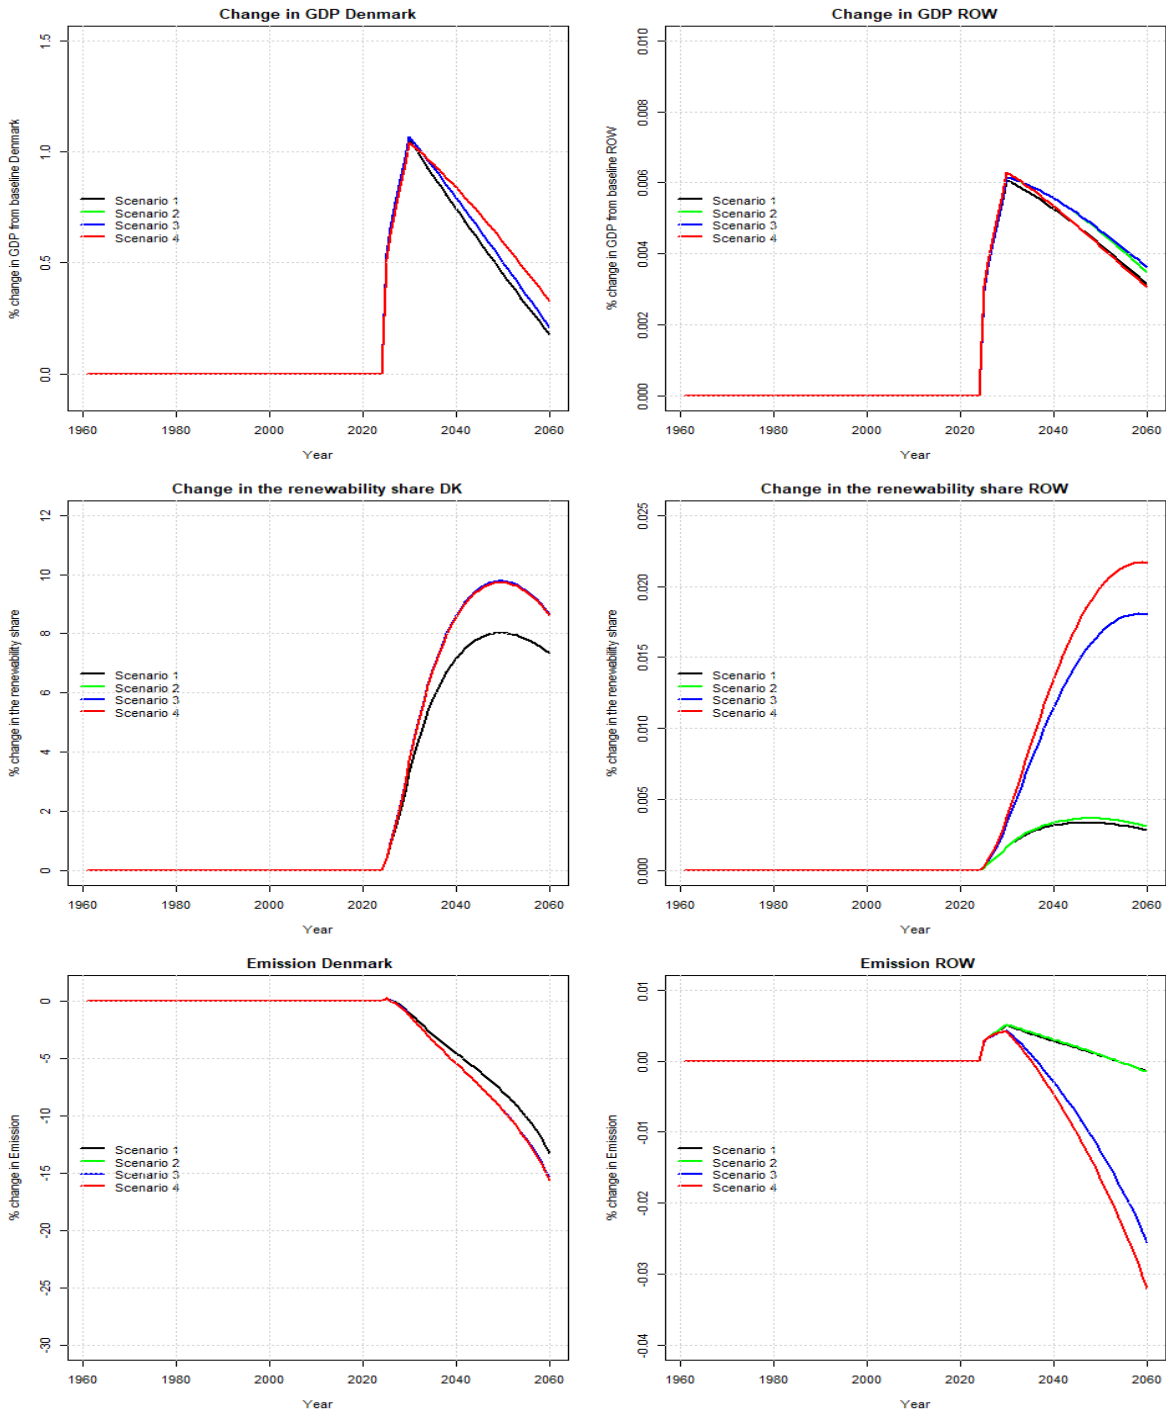 Change in GDP Denmark
% change in GDP from baseline Denmark
1.5
1.0
0.5
0.0
Scenario 1
Scenario 2
Scenario 3
Scenario 4
1960 1980 2000 2020 2040 2060
Year
Change in GDP ROW
% change in GDP from baseline ROW
0.010
0.008
0.006
0.004
0.002
0.000
Scenario 1
Scenario 2
Scenario 3
Scenario 4
1960 1980 2000 2020 2040 2060
Year
Change in the renewability share DK
% change in the renewability share
12
10
8
6
4
2
0
Scenario 1
Scenario 2
Scenario 3
Scenario 4
1960 1980 2000 2020 2040 2060
Year
Change in the renewability share ROW
% change in the renewability share
0.025
0.020
0.015
0.010
0.005
0.000
Scenario 1
Scenario 2
Scenario 3
Scenario 4
1960 1980 2000 2020 2040 2060
Year
Emission Denmark
% change in Emission
0
-5
-10
-15
-20
-25
-30
Scenario 1
Scenario 2
Scenario 3
Scenario 4
1960 1980 2000 2020 2040 2060
Year
Emission ROW
% change in Emission
0.01
0.00
-0.01
-0.02
-0.03
-0.04
Scenario 1
Scenario 2
Scenario 3
Scenario 4
1960 1980 2000 2020 2040 2060
Year